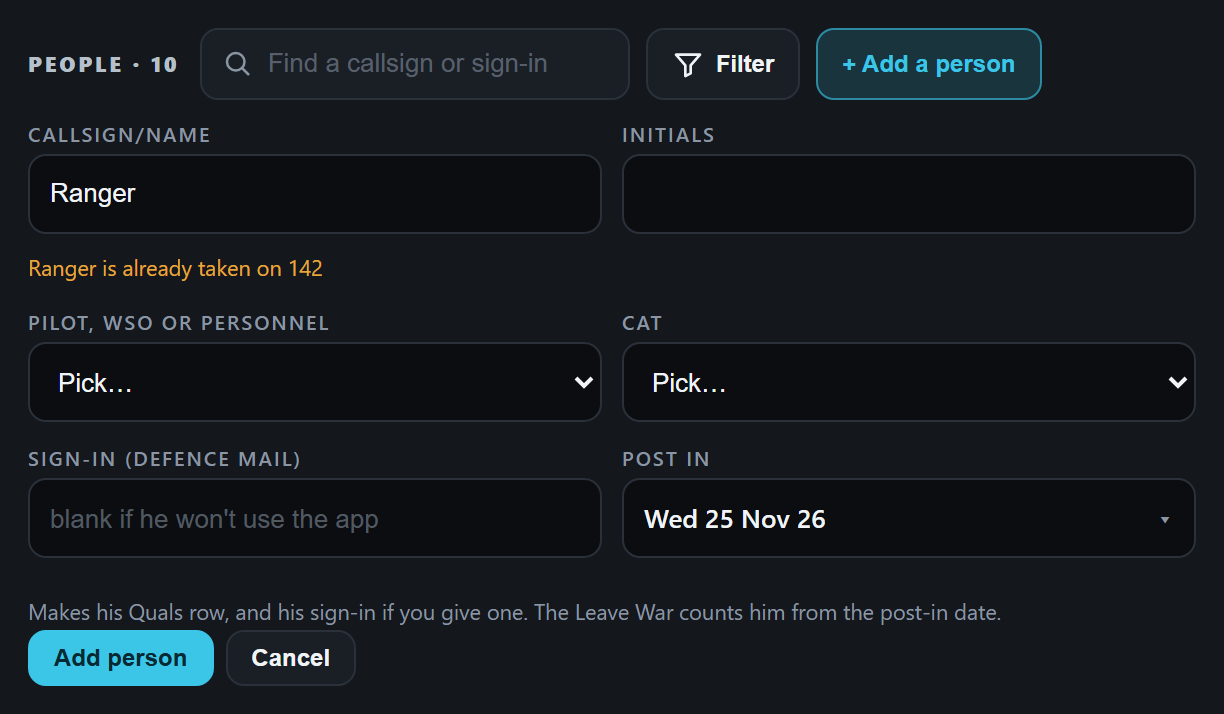 PEOPLE · 10
Find a callsign or sign-in
Filter
+ Add a person
CALLSIGN/NAME
INITIALS
Ranger
Ranger is already taken on 142
PILOT, WSO OR PERSONNEL
CAT
Pick…
Pick…
SIGN-IN (DEFENCE MAIL)
POST IN
blank if he won't use the app
Wed 25 Nov 26
Makes his Quals row, and his sign-in if you give one. The Leave War counts him from the post-in date.
Add person
Cancel